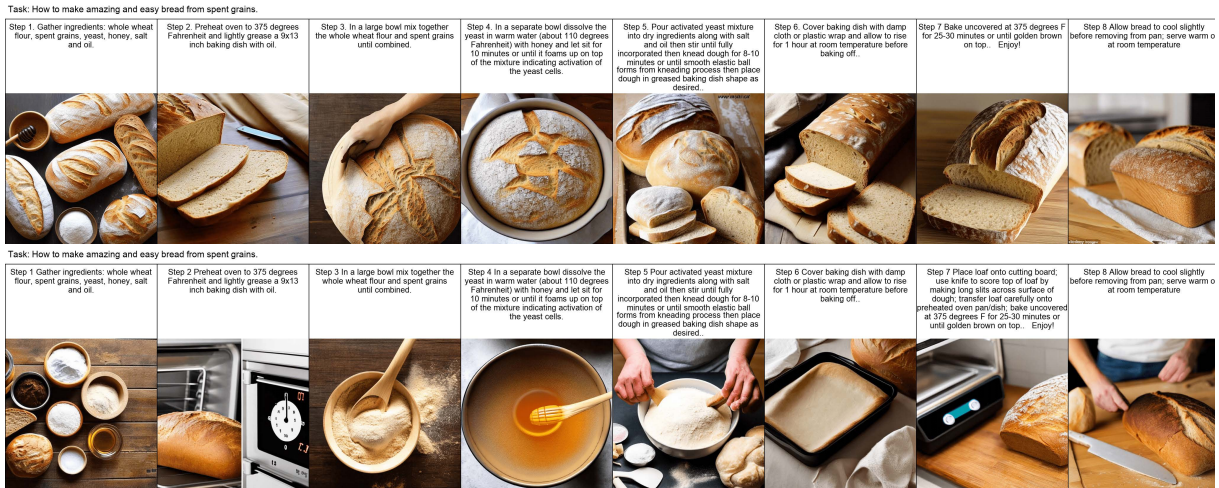 Task: How to make amazing and easy bread from spent grains.
Step 1. Gather ingredients: whole wheat
flour, spent grains, yeast, honey, salt
and oil.
Step 2. Preheat oven to 375 degrees
Fahrenheit and lightly grease a 9x13
inch baking dish with oil.
Step 3. In a large bowl mix together
the whole wheat flour and spent grains
until combined.
Step 4. In a separate bowl dissolve the
yeast in warm water (about 110 degrees
Fahrenheit) with honey and let sit for
10 minutes or until it foams up on top
of the mixture indicating activation of
the yeast cells.
Step 5. Pour activated yeast mixture
into dry ingredients along with salt
and oil then stir until fully
incorporated then knead dough for 8-10
minutes or until smooth elastic ball
forms from kneading process then place
dough in greased baking dish shape as
desired..
Step 6. Cover baking dish with damp
cloth or plastic wrap and allow to rise
for 1 hour at room temperature before
baking off..
Step 7 Bake uncovered at 375 degrees F
for 25-30 minutes or until golden brown
on top.. Enjoy!
Step 8 Allow bread to cool slightly
before removing from pan; serve warm o
at room temperature
Task: How to make amazing and easy bread from spent grains.
Step 1 Gather ingredients: whole wheat
flour, spent grains, yeast, honey, salt
and oil.
Step 2 Preheat oven to 375 degrees
Fahrenheit and lightly grease a 9x13
inch baking dish with oil.
Step 3 In a large bowl mix together the
whole wheat flour and spent grains
until combined.
Step 4 In a separate bowl dissolve the
yeast in warm water (about 110 degrees
Fahrenheit) with honey and let sit for
10 minutes or until it foams up on top
of the mixture indicating activation of
the yeast cells.
Step 5 Pour activated yeast mixture
into dry ingredients along with salt
and oil then stir until fully
incorporated then knead dough for 8-10
minutes or until smooth elastic ball
forms from kneading process then place
dough in greased baking dish shape as
desired..
Step 6 Cover baking dish with damp
cloth or plastic wrap and allow to rise
for 1 hour at room temperature before
baking off..
Step 7 Place loaf onto cutting board;
use knife to score top of loaf by
making long slits across surface of
dough; transfer loaf carefully onto
preheated oven pan/dish; bake uncovered
at 375 degrees F for 25-30 minutes or
until golden brown on top.. Enjoy!
Step 8 Allow bread to cool slightly
before removing from pan; serve warm o
at room temperature